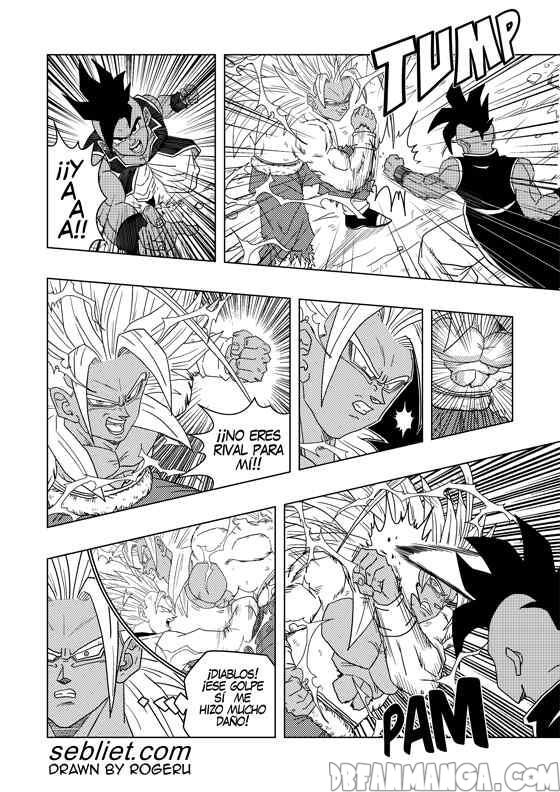 TUMP
¡¡Y
A
A
A!!
¡¡NO ERES
RIVAL PARA
MÍ!!
¡DIABLOS!
¡ESE GOLPE
SÍ ME
HIZO MUCHO
DAÑO!
PAM
sebliet.com
DRAWN BY ROGERU
DBFANMANGA.COM